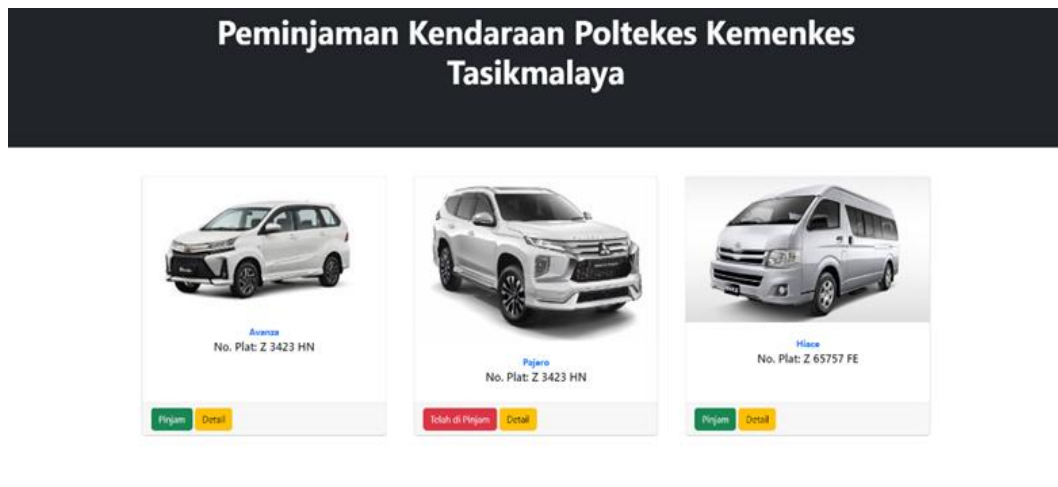 Peminjaman Kendaraan Poltekes Kemenkes
Tasikmalaya
Avanza
No. Plat: Z 3423 HN
Pinjam Detail
Pajero
No. Plat: Z 3423 HN
Telah di Pinjam Detail
Hiace
No. Plat: Z 65757 FE
Pinjam Detail